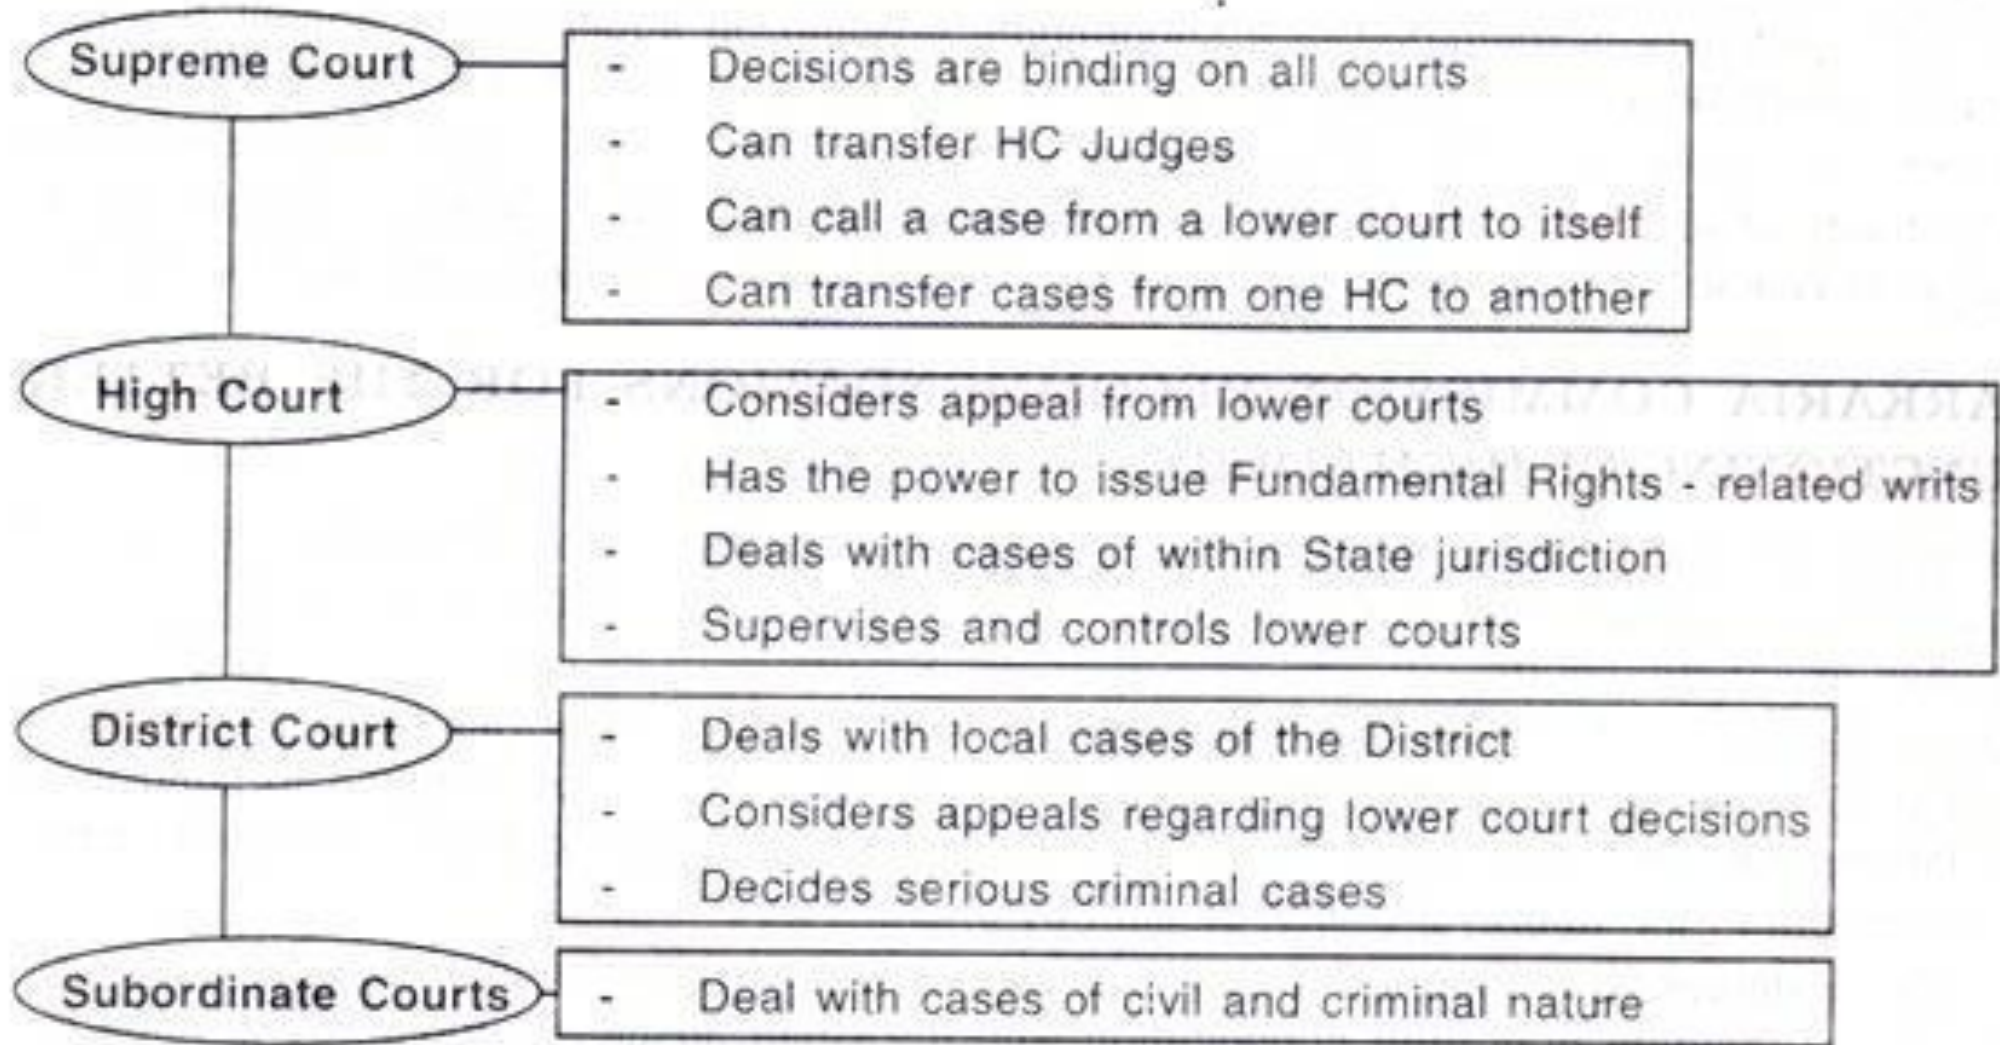 Supreme Court
- Decisions are binding on all courts
- Can transfer HC Judges
- Can call a case from a lower court to itself
- Can transfer cases from one HC to another
High Court
- Considers appeal from lower courts
- Has the power to issue Fundamental Rights - related writs
- Deals with cases of within State jurisdiction
- Supervises and controls lower courts
District Court
- Deals with local cases of the District
- Considers appeals regarding lower court decisions
- Decides serious criminal cases
Subordinate Courts
- Deal with cases of civil and criminal nature